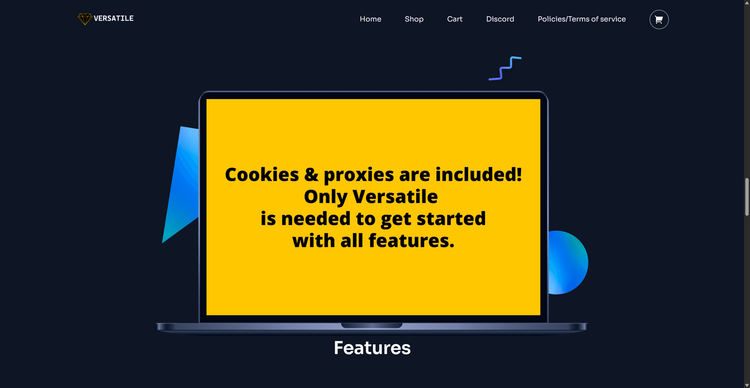 VERSATILE
Home Shop Cart Discord Policies/Terms of service
Cookies & proxies are included!
Only Versatile
is needed to get started
with all features.
Features